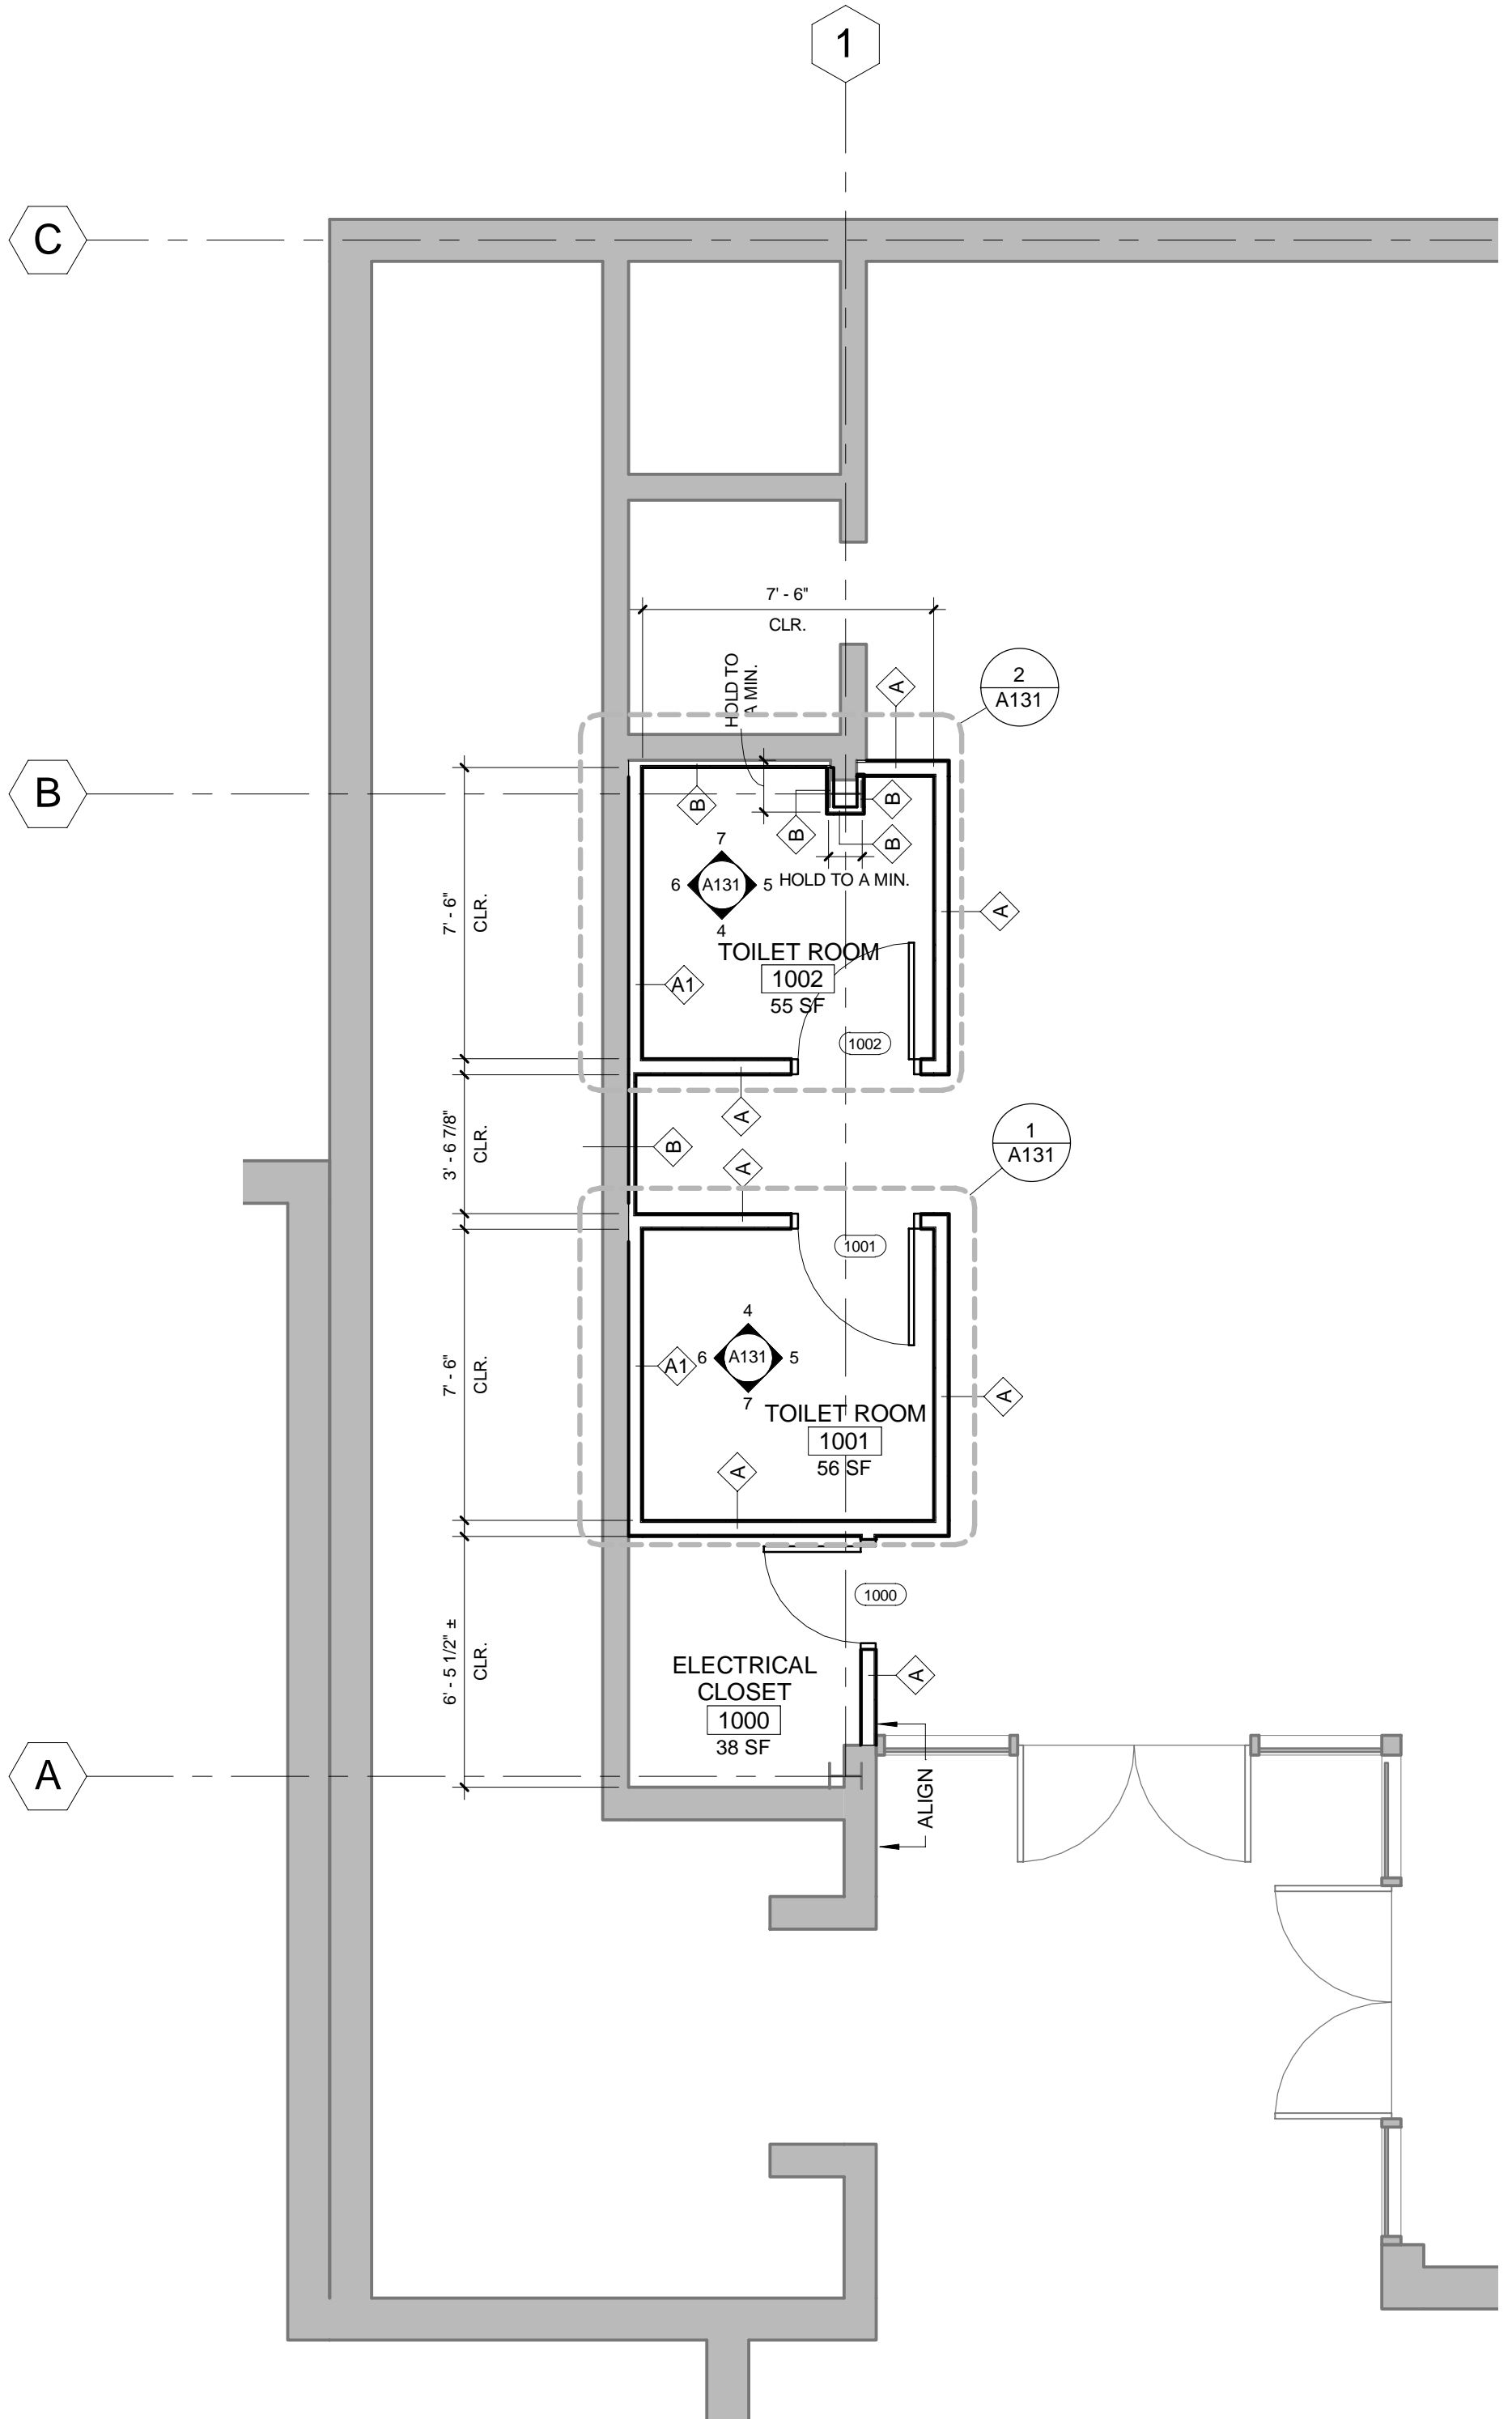 1
C
7' - 6"
CLR.
HOLD TO
A MIN.
A
2
A131
B
B
B
B
B
7
6
A131
5
HOLD TO A MIN.
4
7' - 6"
CLR.
A
TOILET ROOM
1002
55 SF
A1
1002
A
3' - 6 7/8"
CLR.
B
A
1
A131
1001
4
6
A131
5
7
7' - 6"
CLR.
A1
A
TOILET ROOM
1001
56 SF
A
1000
6' - 5 1/2" ±
CLR.
ELECTRICAL
CLOSET
1000
38 SF
A
A
ALIGN